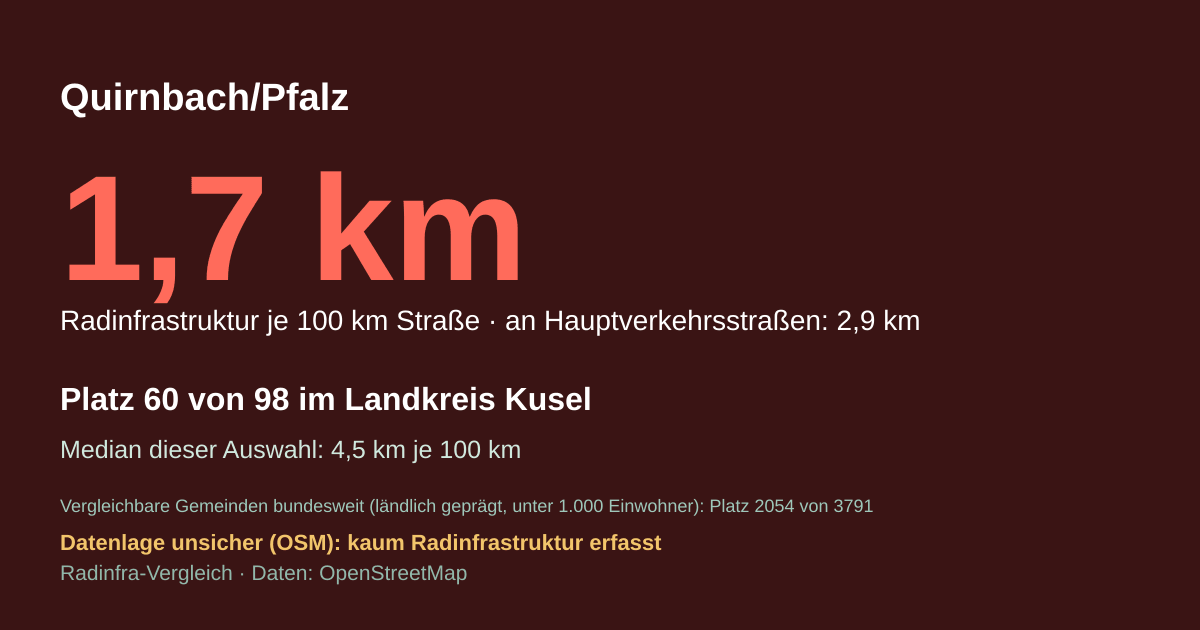 Quirnbach/Pfalz
1,7 km
Radinfrastruktur je 100 km Straße · an Hauptverkehrsstraßen: 2,9 km
Platz 60 von 98 im Landkreis Kusel
Median dieser Auswahl: 4,5 km je 100 km
Vergleichbare Gemeinden bundesweit (ländlich geprägt, unter 1.000 Einwohner): Platz 2054 von 3791
Datenlage unsicher (OSM): kaum Radinfrastruktur erfasst
Radinfra-Vergleich · Daten: OpenStreetMap